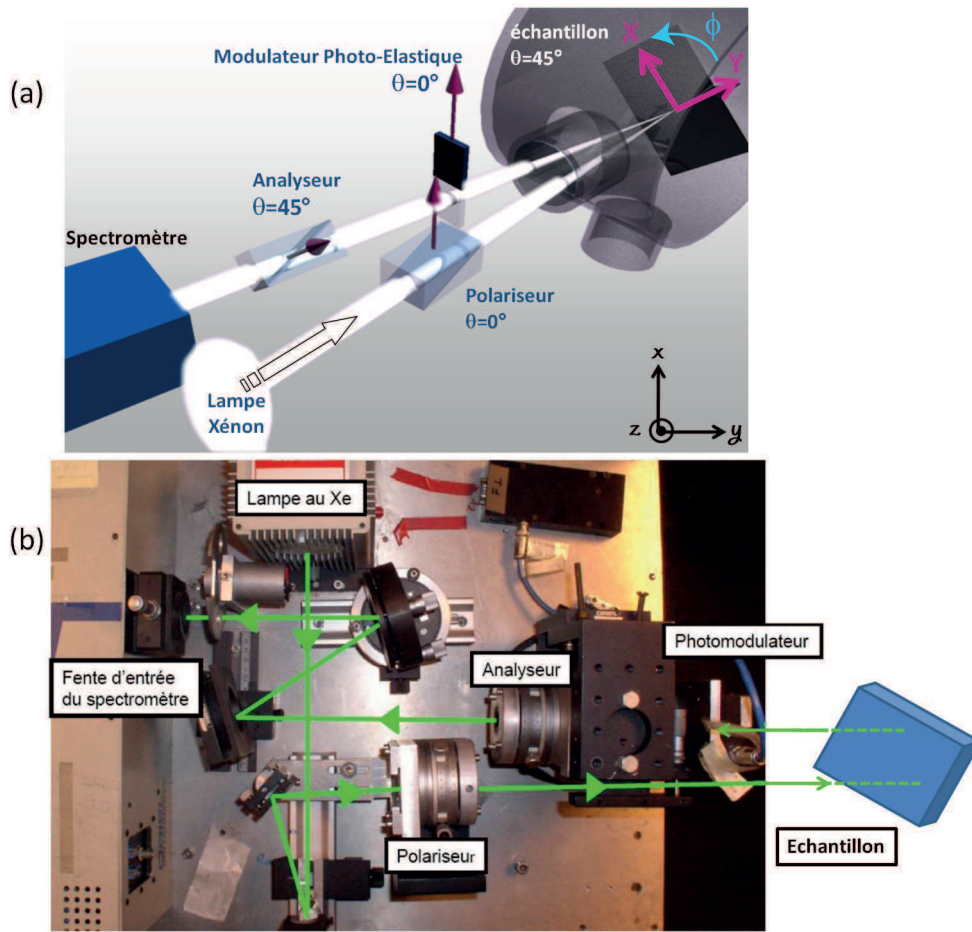 (a)
échantillon
θ=45°
X
ϕ
Y
Modulateur Photo-Elastique
θ=0°
Analyseur
θ=45°
Spectromètre
Polariseur
θ=0°
Lampe
Xénon
x
z
y
(b)
Lampe au Xe
Fente d'entrée
du spectromètre
Analyseur
Photomodulateur
Polariseur
Echantillon